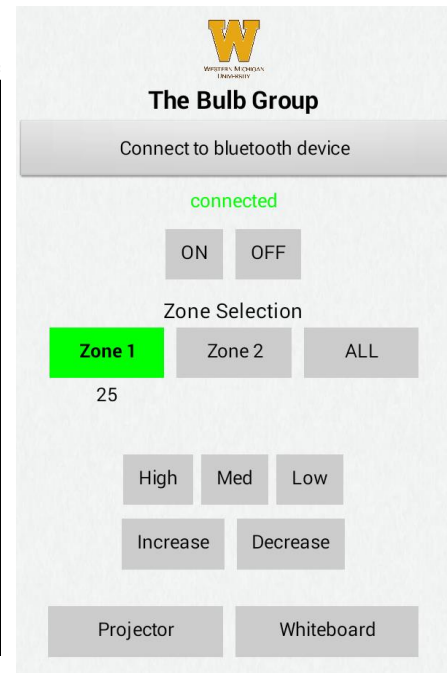 W
WESTERN MICHIGAN
UNIVERSITY
The Bulb Group
Connect to bluetooth device
connected
ON OFF
Zone Selection
Zone 1 Zone 2 ALL
25
High Med Low
Increase Decrease
Projector Whiteboard